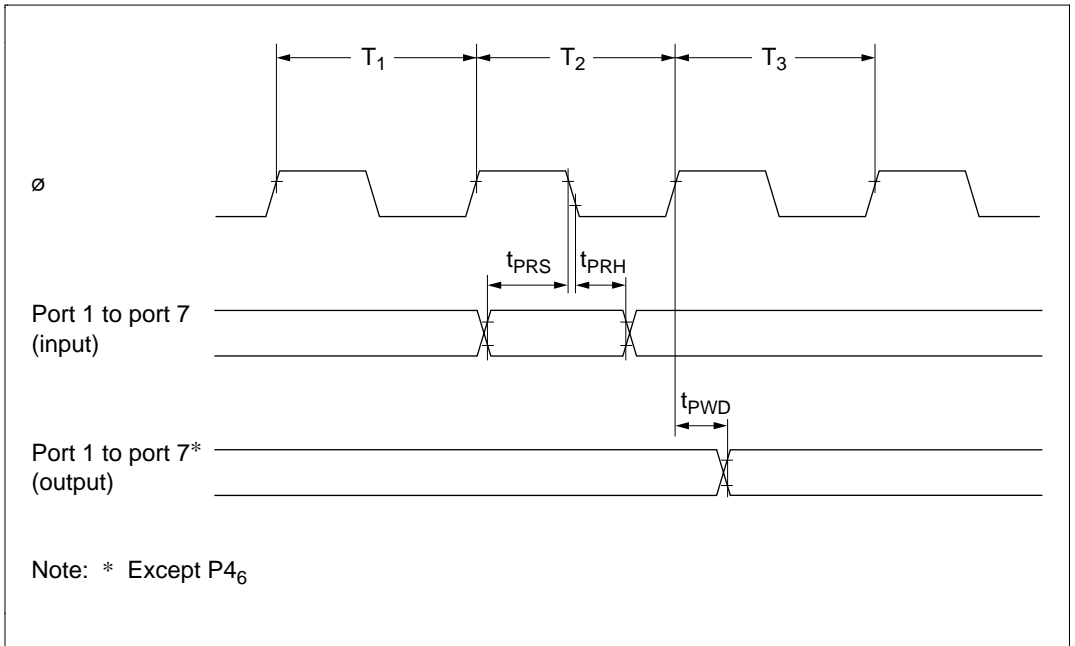 T₁ T₂ T₃
ø
tPRS tPRH
Port 1 to port 7
(input)
tPWD
Port 1 to port 7*
(output)
Note: * Except P4₆